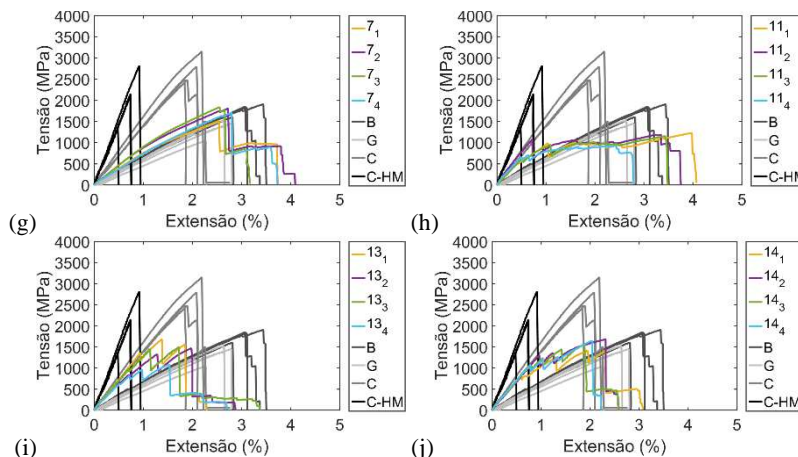 4000
3500
3000
2500
2000
1500
1000
500
0
Tensão (MPa)
0 1 2 3 4 5
Extensão (%)
7₁
7₂
7₃
7₄
B
G
C
C-HM
(g)
4000
3500
3000
2500
2000
1500
1000
500
0
Tensão (MPa)
0 1 2 3 4 5
Extensão (%)
11₁
11₂
11₃
11₄
B
G
C
C-HM
(h)
4000
3500
3000
2500
2000
1500
1000
500
0
Tensão (MPa)
0 1 2 3 4 5
Extensão (%)
13₁
13₂
13₃
13₄
B
G
C
C-HM
(i)
4000
3500
3000
2500
2000
1500
1000
500
0
Tensão (MPa)
0 1 2 3 4 5
Extensão (%)
14₁
14₂
14₃
14₄
B
G
C
C-HM
(j)